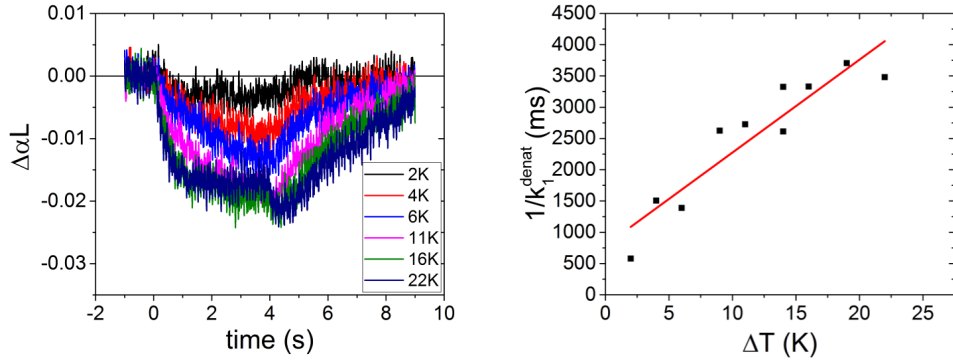 0.00
-0.01
-0.02
-0.03
ΔαL
2K
4K
6K
11K
16K
22K
-2 0 2 4 6 8 10
time (s)
4500
4000
3500
3000
2500
2000
1500
1000
500
0
1/k₁^denat (ms)
0 5 10 15 20 25
ΔT (K)